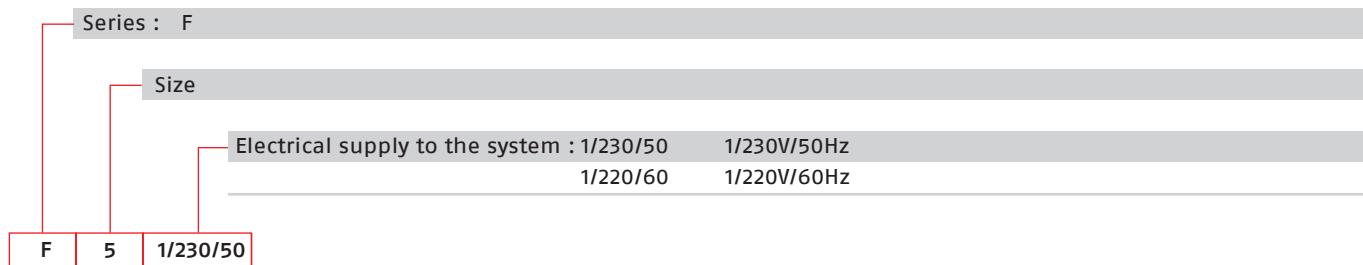 Series : F
Size
Electrical supply to the system : 1/230/50 1/230V/50Hz
1/220/60 1/220V/60Hz
F 5 1/230/50